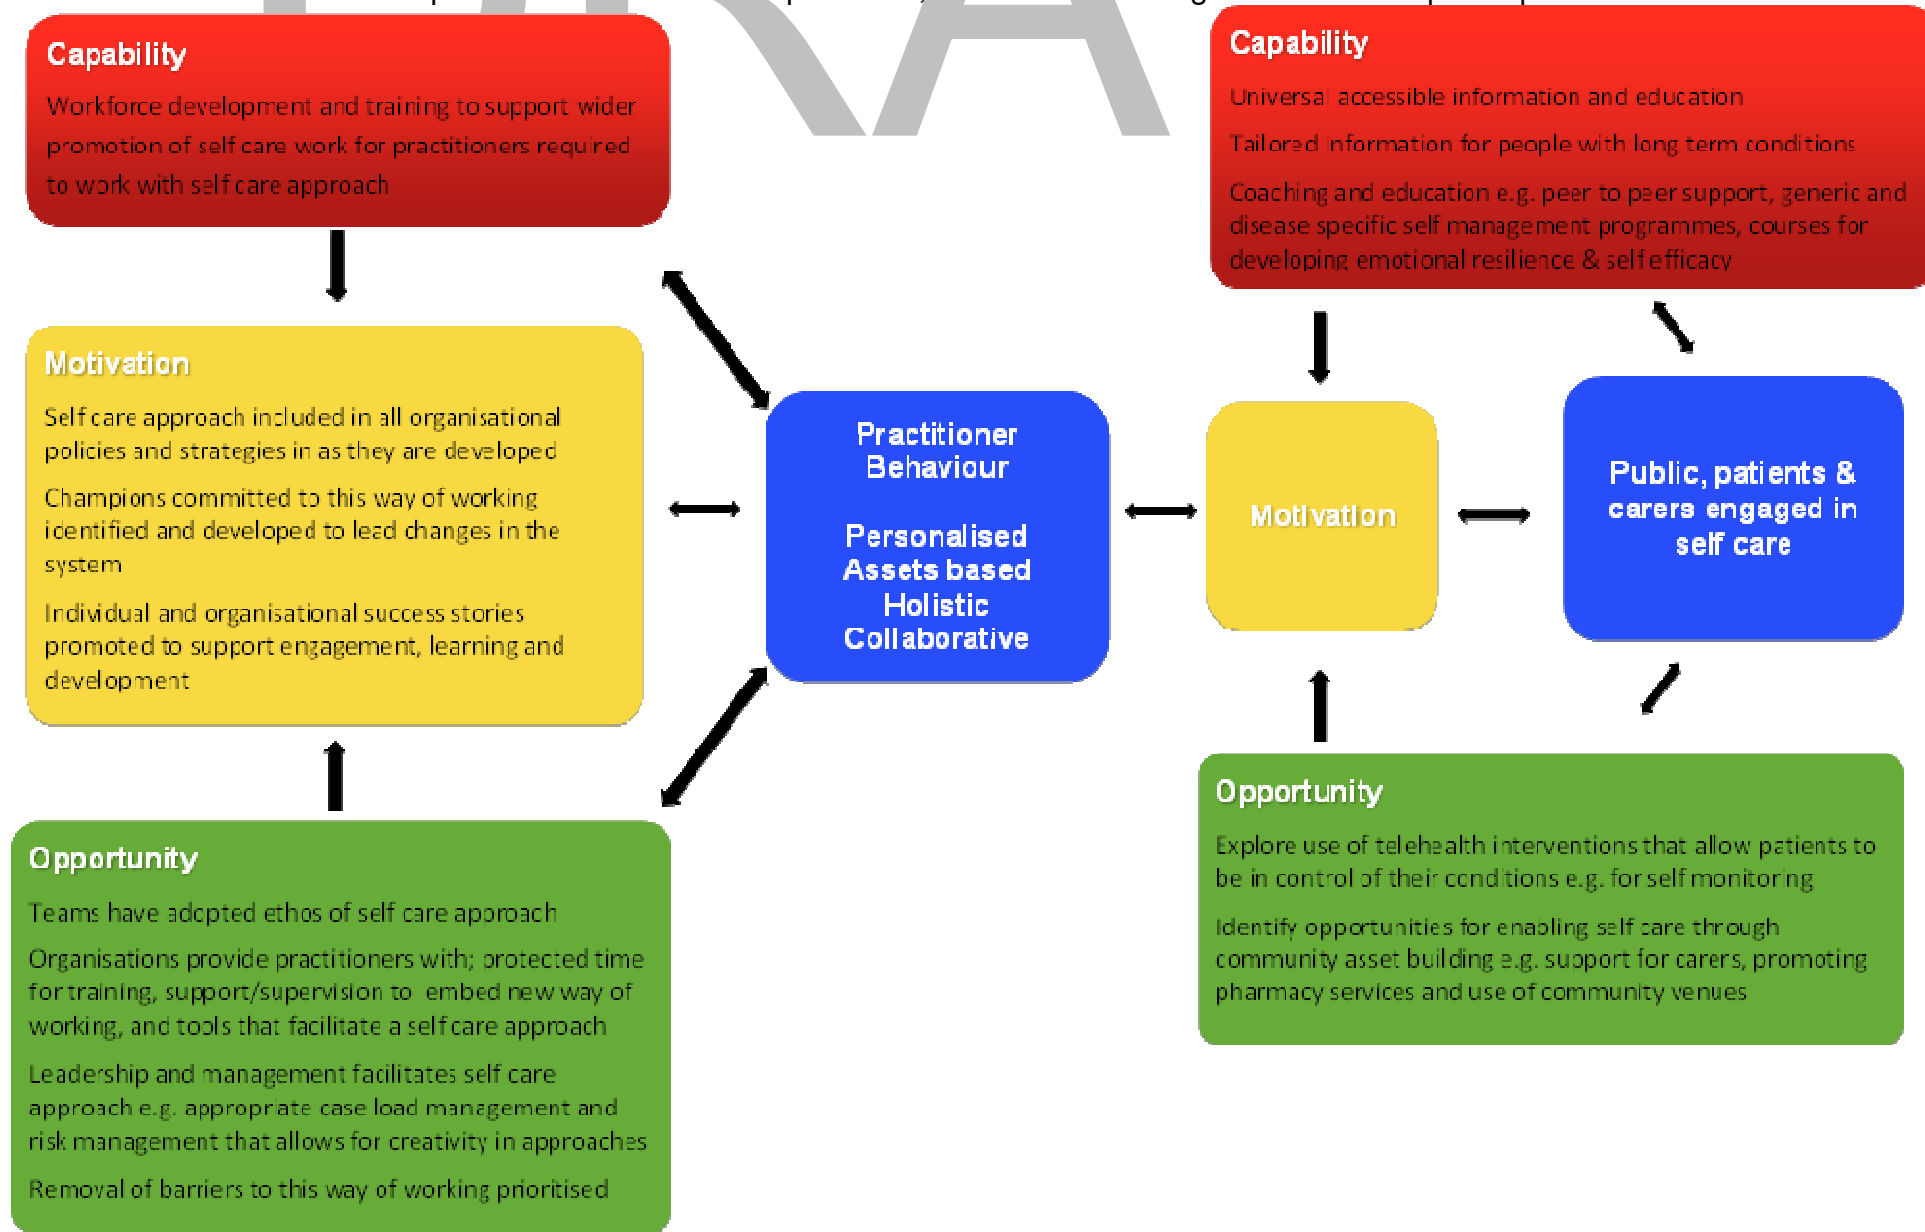 Capability
Workforce development and training to support wider
promotion of self care work for practitioners required
to work with self care approach
Motivation
Self care approach included in all organisational
policies and strategies in as they are developed
Champions committed to this way of working
identified and developed to lead changes in the
system
Individual and organisational success stories
promoted to support engagement, learning and
development
Opportunity
Teams have adopted ethos of self care approach
Organisations provide practitioners with; protected time
for training, support/supervision to embed new way of
working, and tools that facilitate a self care approach
Leadership and management facilitates self care
approach e.g. appropriate case load management and
risk management that allows for creativity in approaches
Removal of barriers to this way of working prioritised
Practitioner
Behaviour
Personalised
Assets based
Holistic
Collaborative
Capability
Universal accessible information and education
Tailored information for people with long term conditions
Coaching and education e.g. peer to peer support, generic and
disease specific self management programmes, courses for
developing emotional resilience & self efficacy
Motivation
Public, patients &
carers engaged in
self care
Opportunity
Explore use of telehealth interventions that allow patients to
be in control of their conditions e.g. for self monitoring
Identify opportunities for enabling self care through
community asset building e.g. support for carers, promoting
pharmacy services and use of community venues